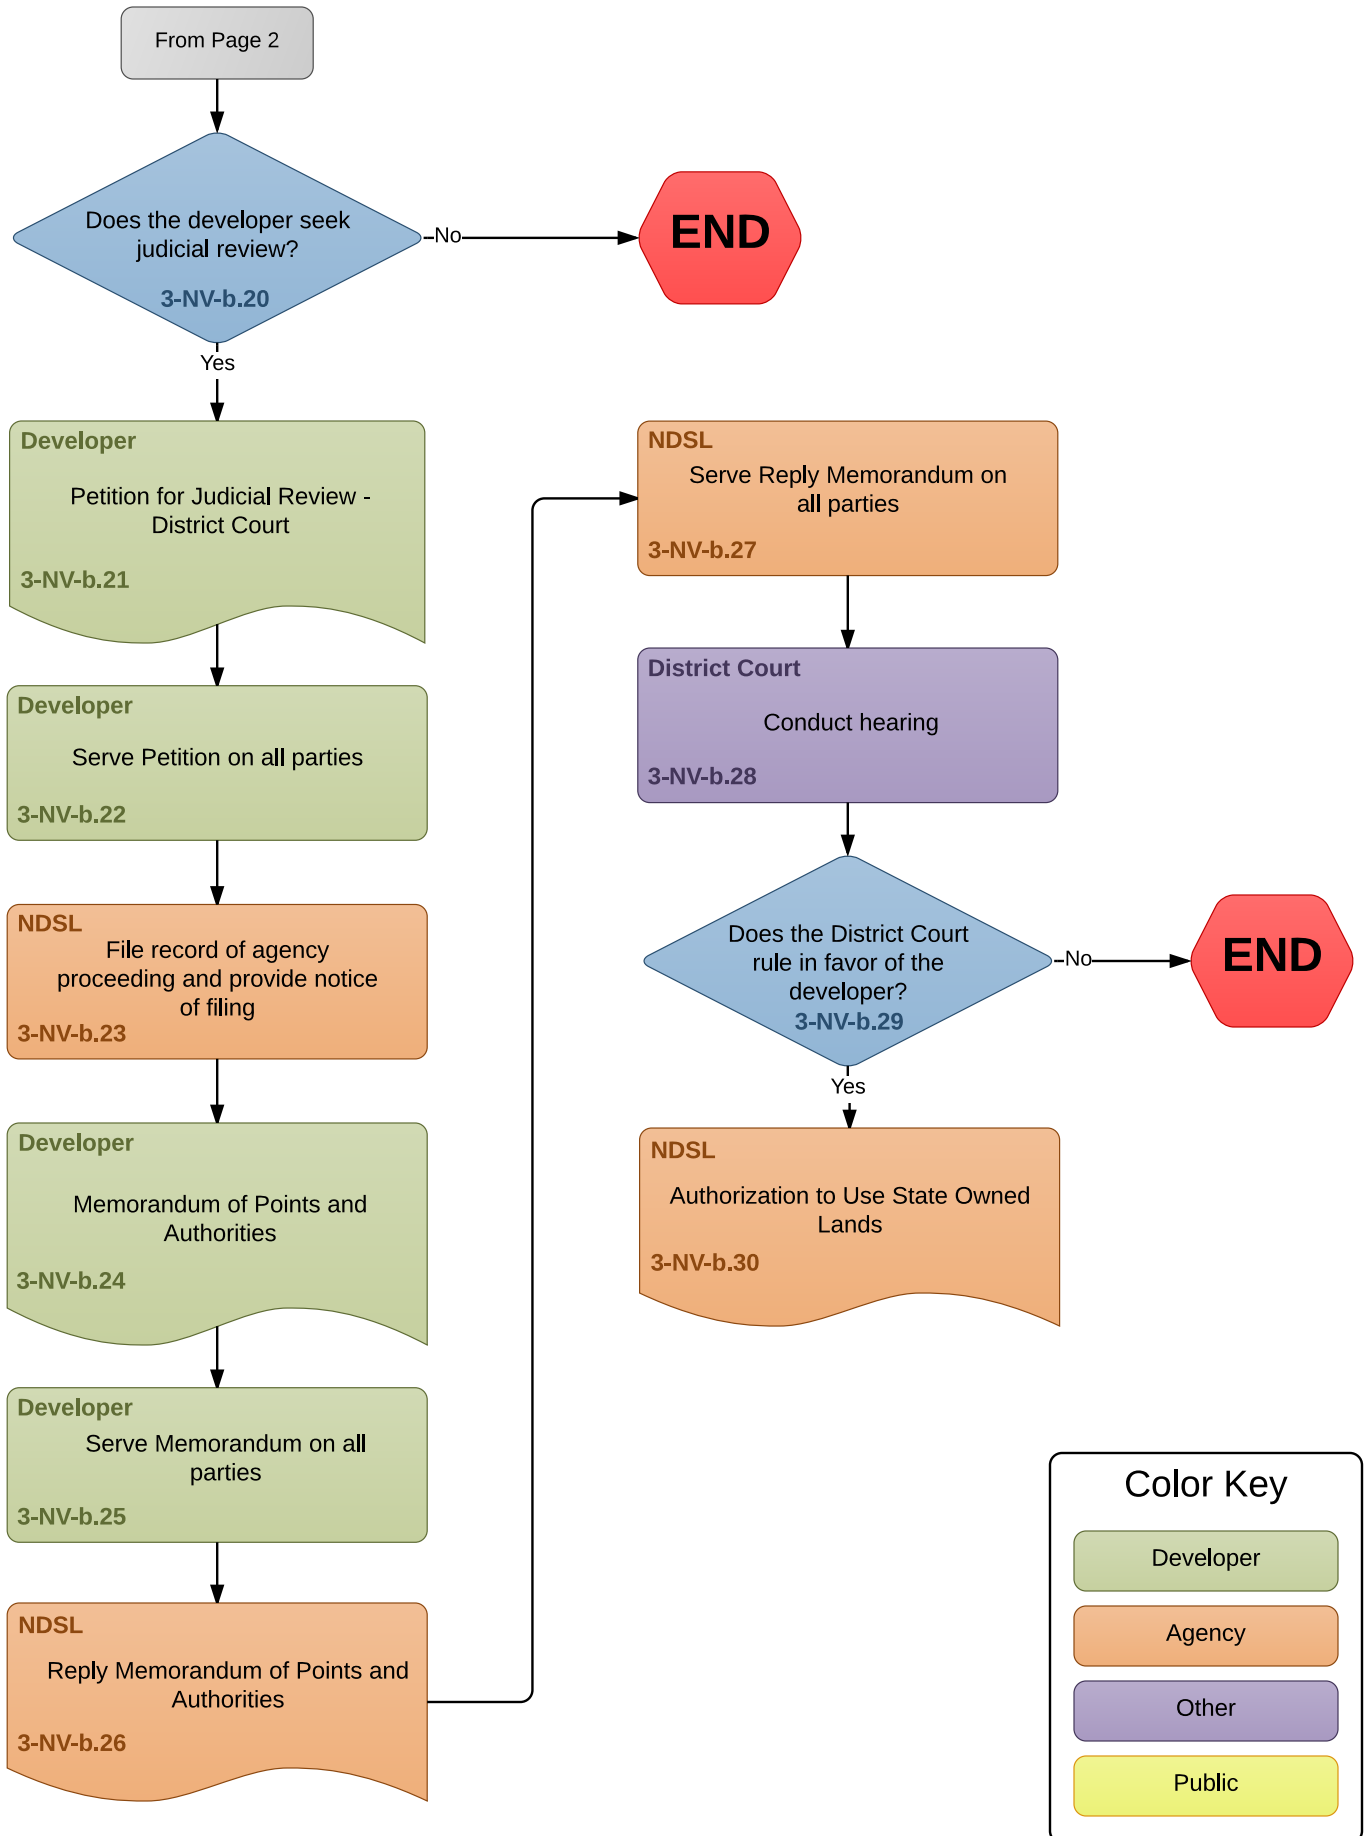 From Page 2
Does the developer seek
judicial review?
3-NV-b.20
No
END
Yes
Developer
Petition for Judicial Review -
District Court
3-NV-b.21
Developer
Serve Petition on all parties
3-NV-b.22
NDSL
File record of agency
proceeding and provide notice
of filing
3-NV-b.23
Developer
Memorandum of Points and
Authorities
3-NV-b.24
Developer
Serve Memorandum on all
parties
3-NV-b.25
NDSL
Reply Memorandum of Points and
Authorities
3-NV-b.26
NDSL
Serve Reply Memorandum on
all parties
3-NV-b.27
District Court
Conduct hearing
3-NV-b.28
Does the District Court
rule in favor of the
developer?
3-NV-b.29
No
END
Yes
NDSL
Authorization to Use State Owned
Lands
3-NV-b.30
Color Key
Developer
Agency
Other
Public